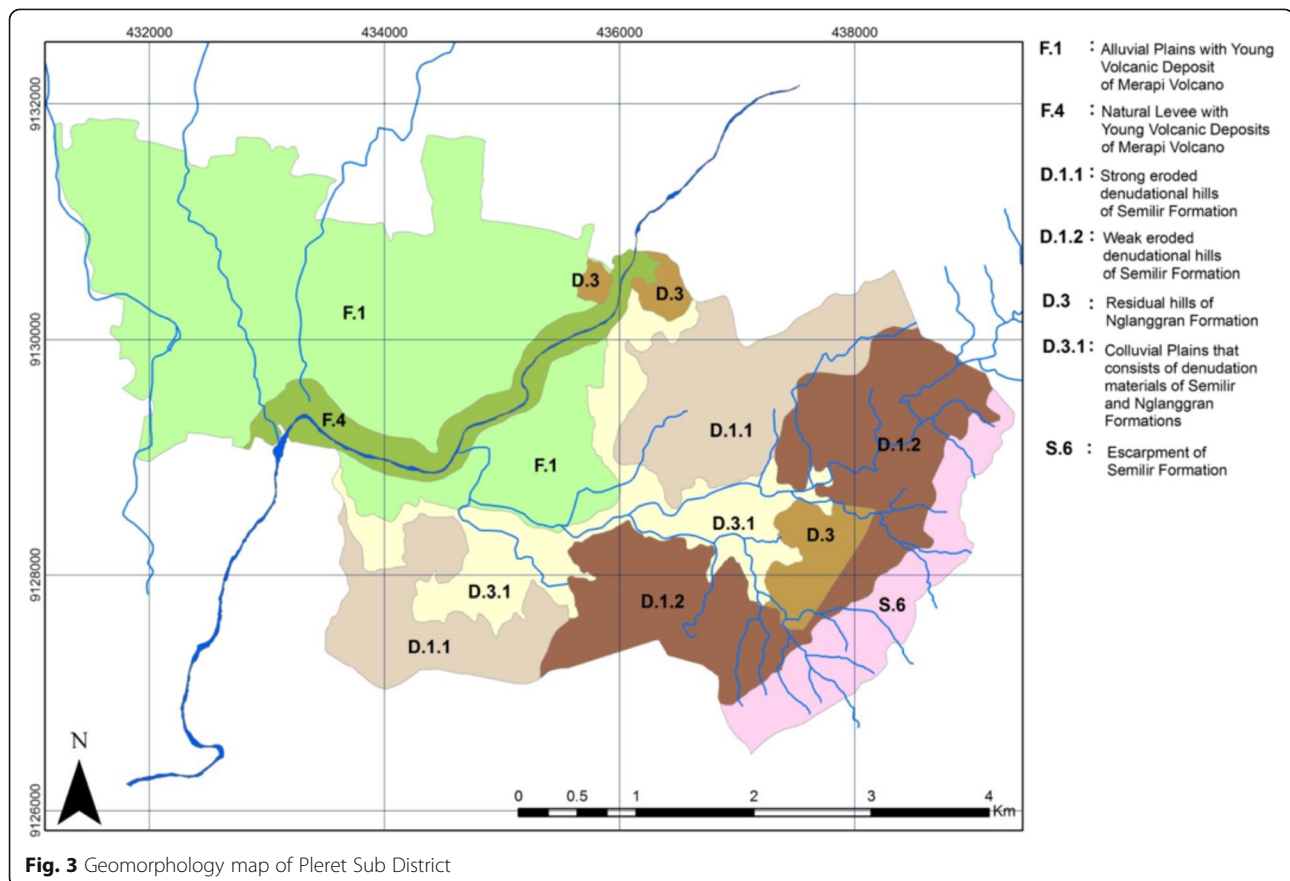 432000 434000 436000 438000
9132000
9130000
9128000
9126000
F.1
D.3
D.3
F.4
F.1
D.1.1
D.1.2
D.3.1
D.3
D.3.1
D.1.2
S.6
D.1.1
N
0 0.5 1 2 3 4
Km
F.1 : Alluvial Plains with Young
Volcanic Deposit
of Merapi Volcano
F.4 : Natural Levee with
Young Volcanic Deposits
of Merapi Volcano
D.1.1 : Strong eroded
denudational hills
of Semilir Formation
D.1.2 : Weak eroded
denudational hills
of Semilir Formation
D.3 : Residual hills of
Nglanggran Formation
D.3.1 : Colluvial Plains that
consists of denudation
materials of Semilir
and Nglanggran
Formations
S.6 : Escarpment of
Semilir Formation
Fig. 3 Geomorphology map of Pleret Sub District